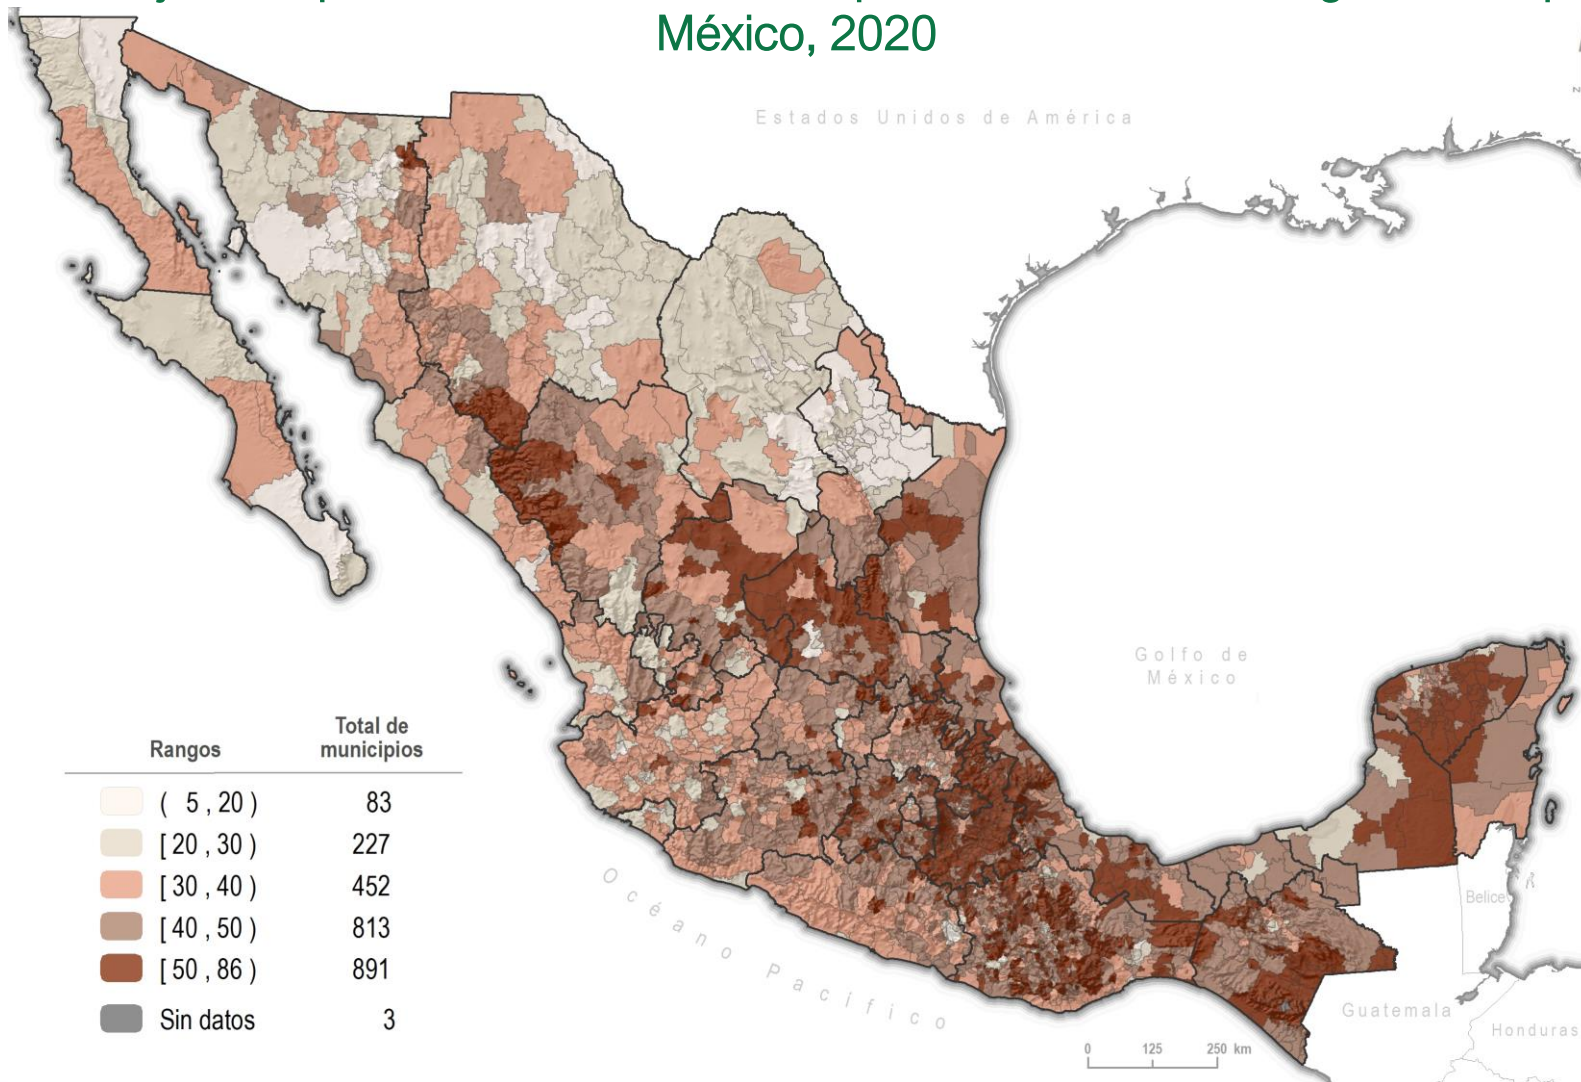 México, 2020
Estados Unidos de América
Golfo de
México
Rangos
Total de
municipios
( 5 , 20 ) 83
[ 20 , 30 ) 227
[ 30 , 40 ) 452
[ 40 , 50 ) 813
[ 50 , 86 ) 891
Sin datos 3
Océano Pacífico
Belice
Guatemala
Honduras
0 125 250 km